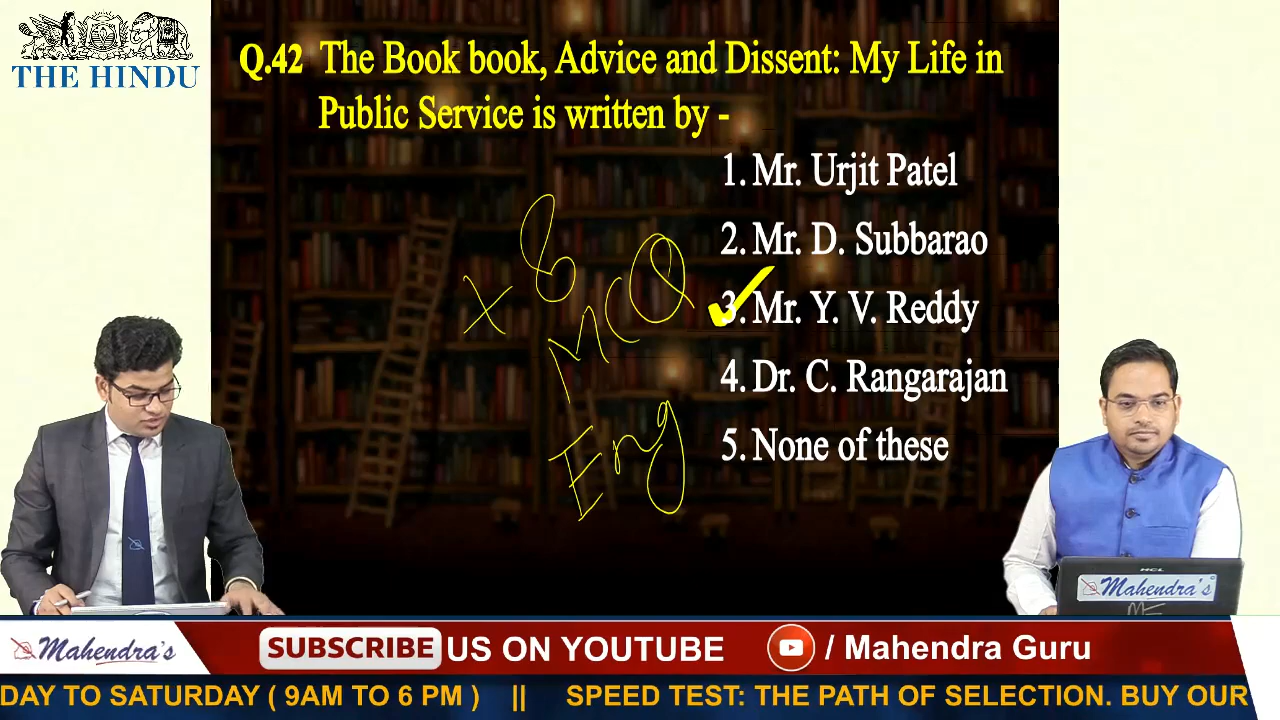 THE HINDU
Q.42 The Book book, Advice and Dissent: My Life in
Public Service is written by -
1. Mr. Urjit Patel
2. Mr. D. Subbarao
3. Mr. Y. V. Reddy
4. Dr. C. Rangarajan
5. None of these
+ 8
MCQ
Eng
HCL
Mahendra's
Mahendra's
SUBSCRIBE US ON YOUTUBE
/ Mahendra Guru
DAY TO SATURDAY ( 9AM TO 6 PM ) || SPEED TEST: THE PATH OF SELECTION. BUY OUR